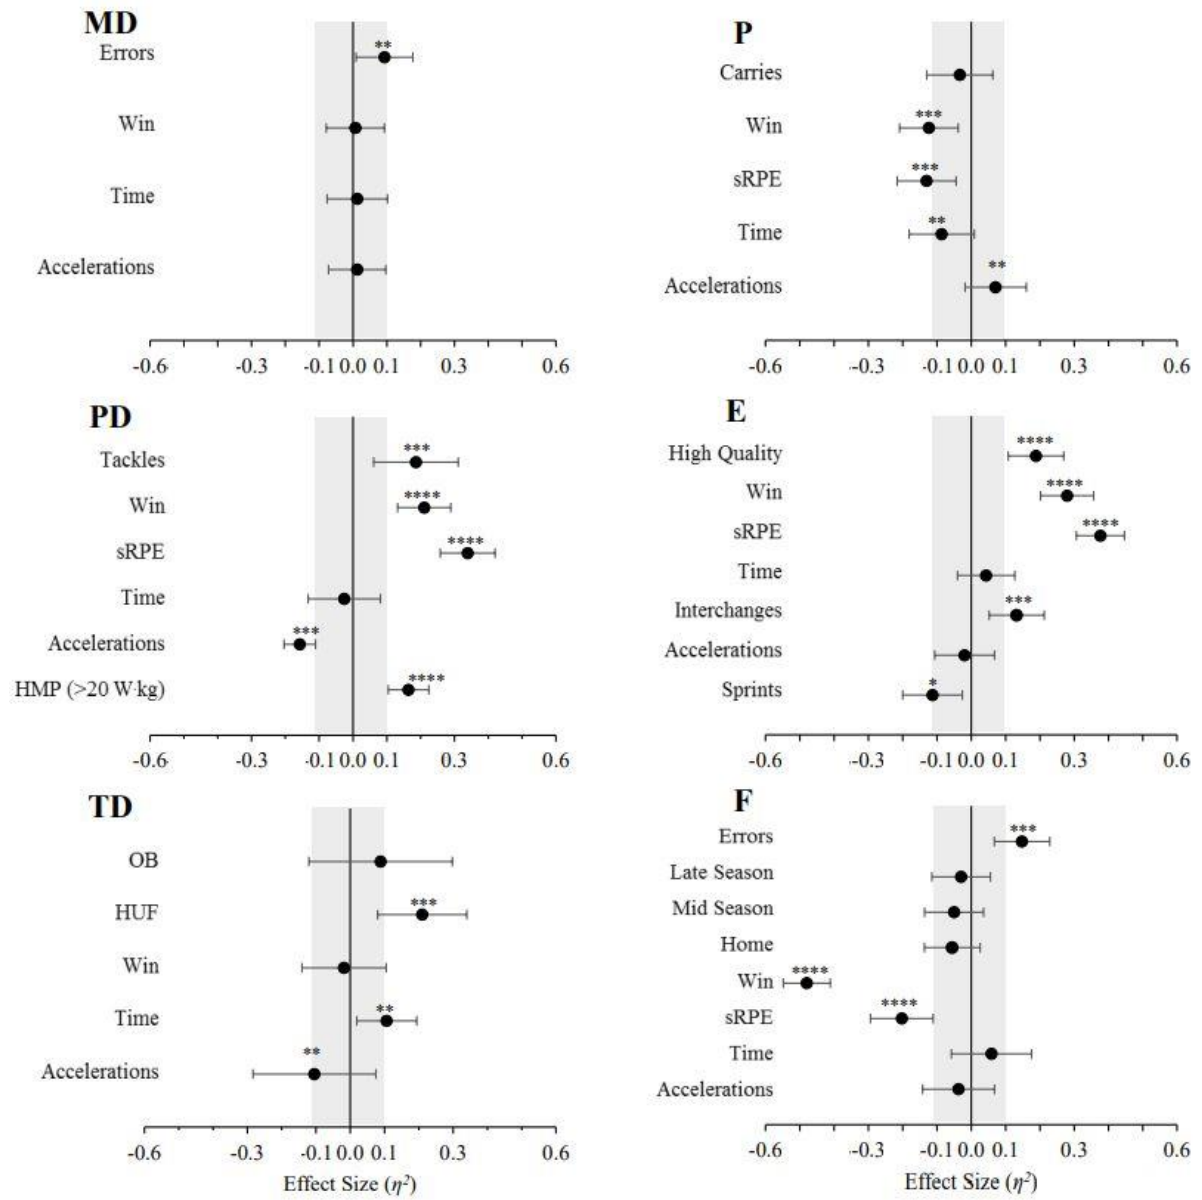 MD
Errors
**
Win
Time
Accelerations
-0.6 -0.3 -0.1 0.0 0.1 0.3 0.6
P
Carries
Win
***
sRPE
***
Time
**
Accelerations
**
-0.6 -0.3 -0.1 0.0 0.1 0.3 0.6
PD
Tackles
***
Win
****
sRPE
****
Time
Accelerations
***
HMP (>20 W·kg)
****
-0.6 -0.3 -0.1 0.0 0.1 0.3 0.6
E
High Quality
****
Win
****
sRPE
****
Time
Interchanges
***
Accelerations
Sprints
*
-0.6 -0.3 -0.1 0.0 0.1 0.3 0.6
TD
OB
HUF
***
Win
Time
**
Accelerations
**
-0.6 -0.3 -0.1 0.0 0.1 0.3 0.6
Effect Size (η²)
F
Errors
***
Late Season
Mid Season
Home
Win
****
sRPE
****
Time
Accelerations
-0.6 -0.3 -0.1 0.0 0.1 0.3 0.6
Effect Size (η²)